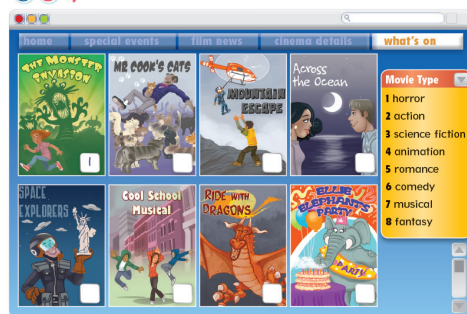 home special events film news cinema details what's on
THE MONSTER
INVASION
1
MR COOK'S CATS
MOUNTAIN
ESCAPE
Across
the Ocean
SPACE
EXPLORERS
Cool School
Musical
RIDE WITH
DRAGONS
ELLIE
ELEPHANT'S
PARTY
PARTY
Movie Type
1 horror
2 action
3 science fiction
4 animation
5 romance
6 comedy
7 musical
8 fantasy